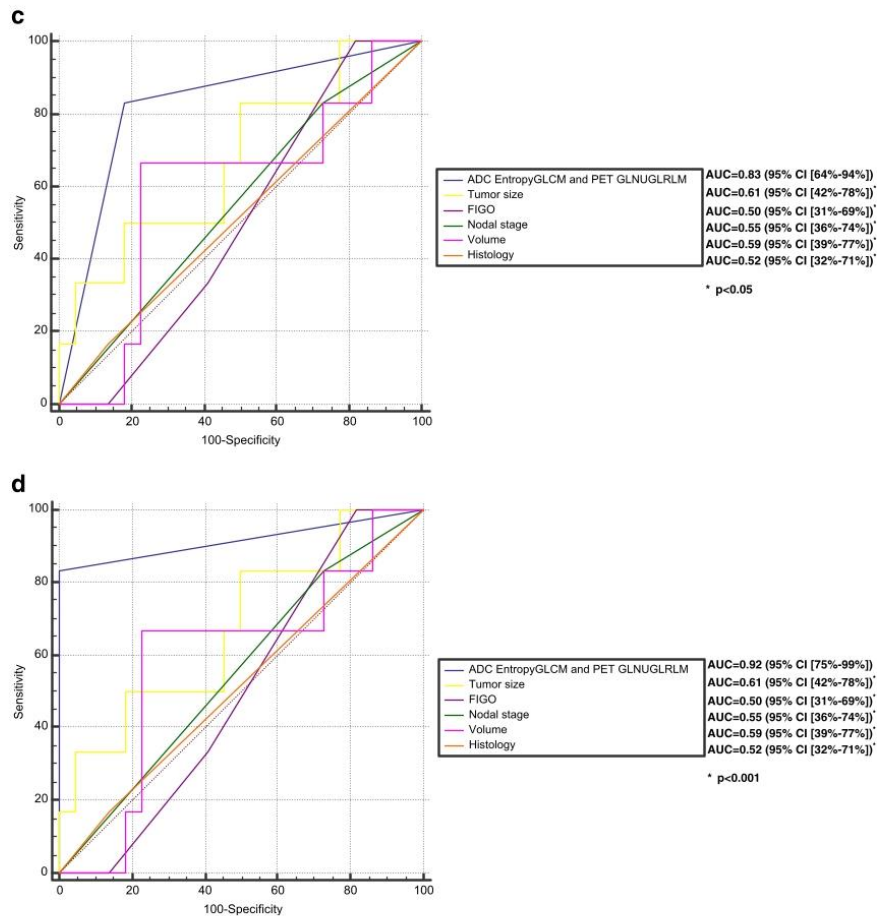 c
100
80
60
40
20
0
Sensitivity
0 20 40 60 80 100
100-Specificity
ADC EntropyGLCM and PET GLNUGLRLM
Tumor size
FIGO
Nodal stage
Volume
Histology
AUC=0.83 (95% CI [64%-94%])
AUC=0.61 (95% CI [42%-78%])*
AUC=0.50 (95% CI [31%-69%])*
AUC=0.55 (95% CI [36%-74%])*
AUC=0.59 (95% CI [39%-77%])*
AUC=0.52 (95% CI [32%-71%])*
* p<0.05
d
100
80
60
40
20
0
Sensitivity
0 20 40 60 80 100
100-Specificity
ADC EntropyGLCM and PET GLNUGLRLM
Tumor size
FIGO
Nodal stage
Volume
Histology
AUC=0.92 (95% CI [75%-99%])
AUC=0.61 (95% CI [42%-78%])*
AUC=0.50 (95% CI [31%-69%])*
AUC=0.55 (95% CI [36%-74%])*
AUC=0.59 (95% CI [39%-77%])*
AUC=0.52 (95% CI [32%-71%])*
* p<0.001